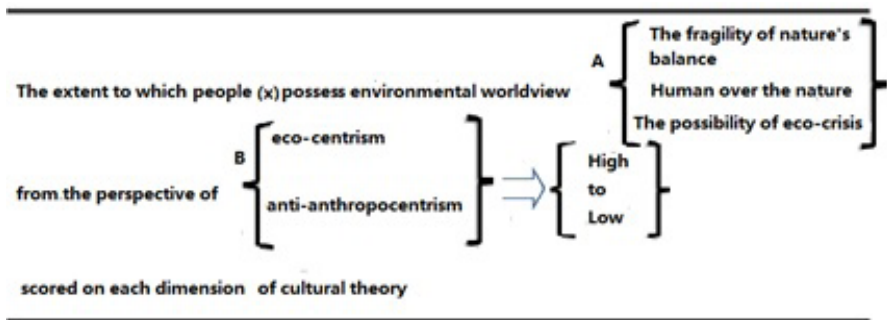 The fragility of nature's
balance
A
The extent to which people (x) possess environmental worldview
Human over the nature
The possibility of eco-crisis
B
eco-centrism
High
from the perspective of
to
anti-anthropocentrism
Low
scored on each dimension of cultural theory